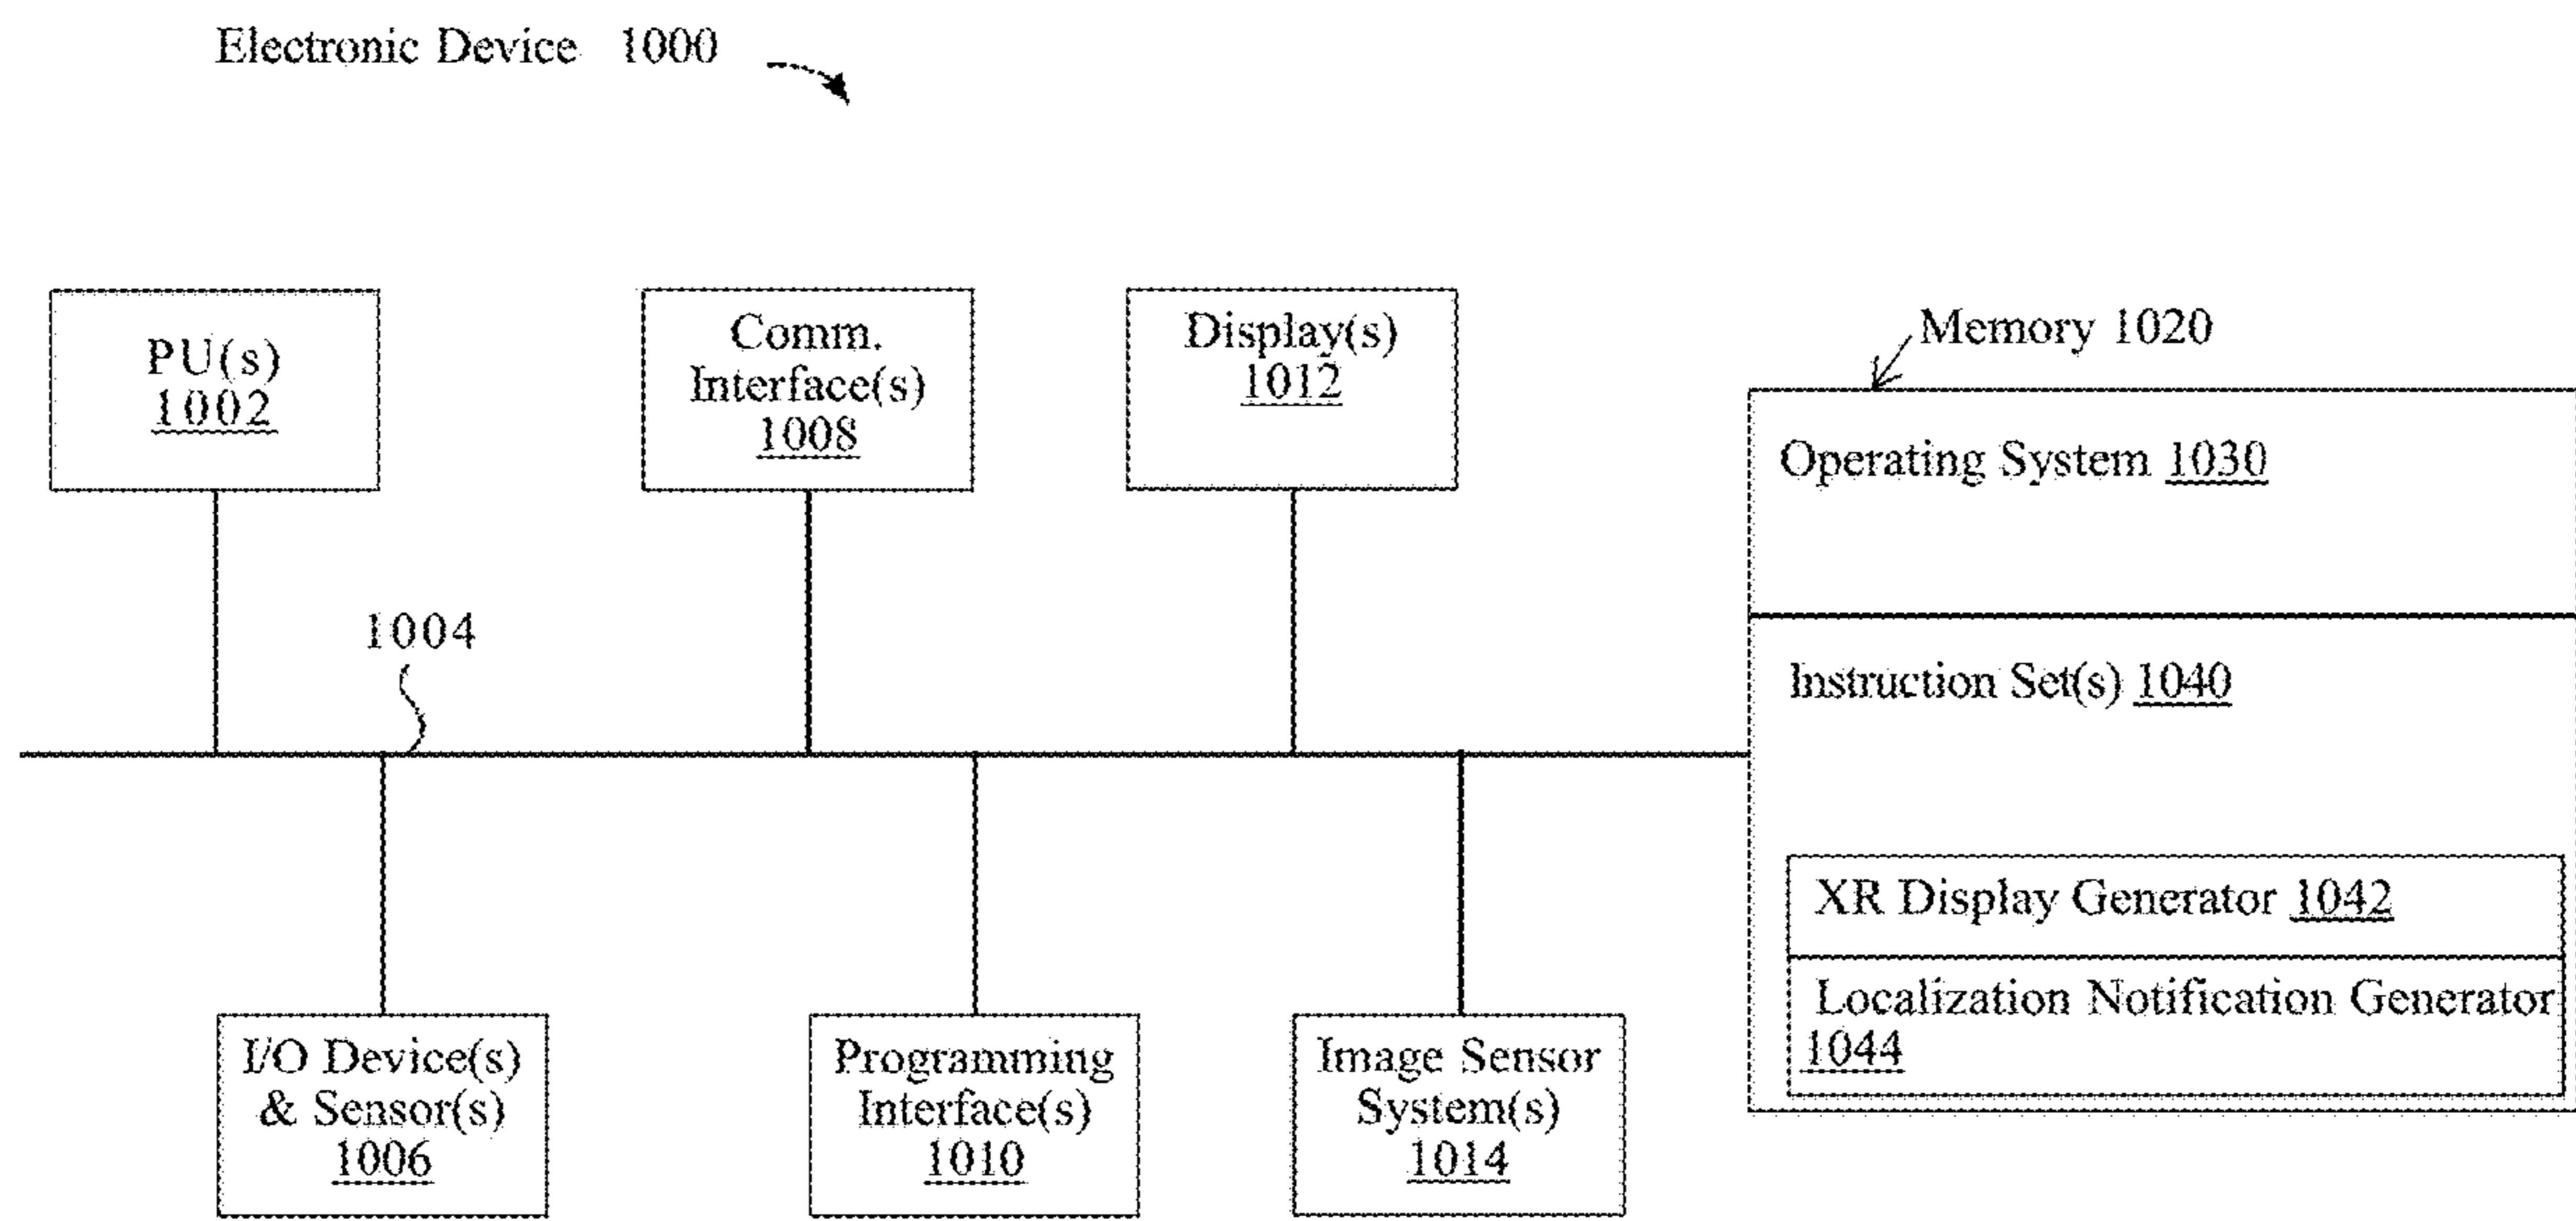 Electronic Device 1000
PU(s)
1002
Comm.
Interface(s)
1008
Display(s)
1012
Memory 1020
Operating System 1030
Instruction Set(s) 1040
XR Display Generator 1042
Localization Notification Generator
1044
1004
I/O Device(s)
& Sensor(s)
1006
Programming
Interface(s)
1010
Image Sensor
System(s)
1014